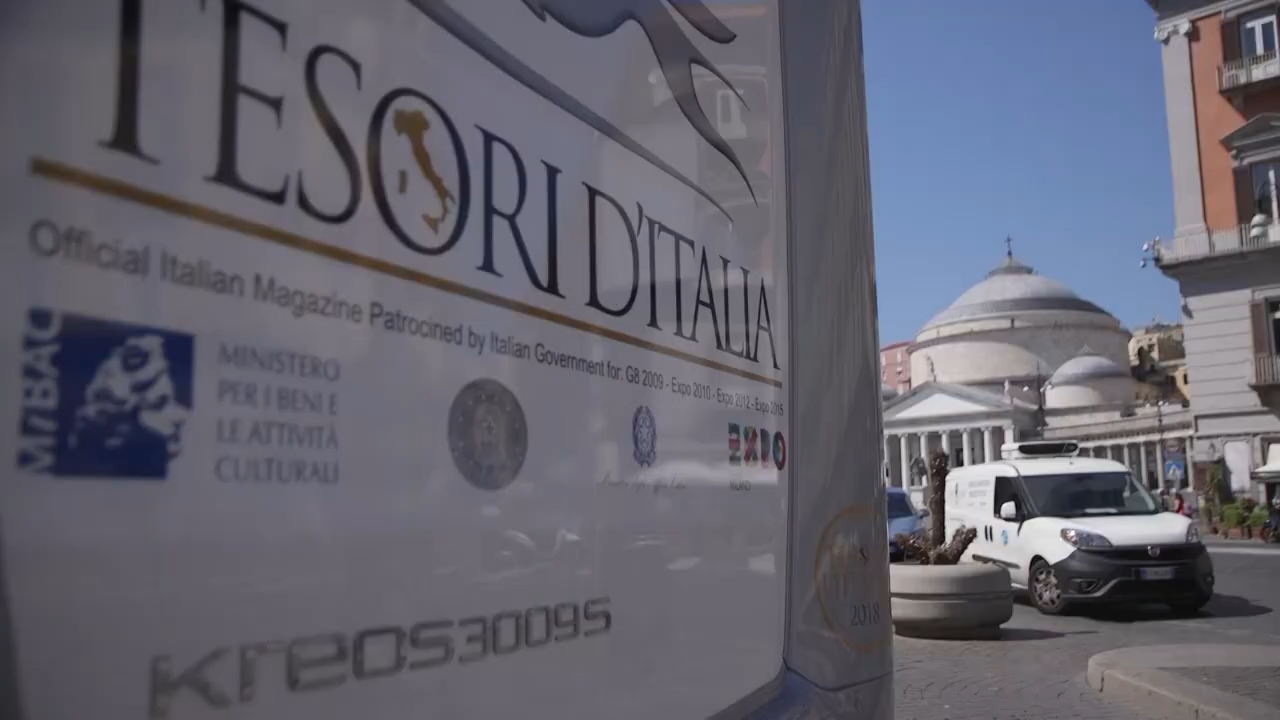 TESORI D'ITALIA
Official Italian Magazine Patrocined by Italian Government for: G8 2009 - Expo 2010 - Expo 2012 - Expo 2015
MiBAC
MINISTERO
PER I BENI E
LE ATTIVITÀ
CULTURALI
EXPO
MILANO
kreos3009s
2018